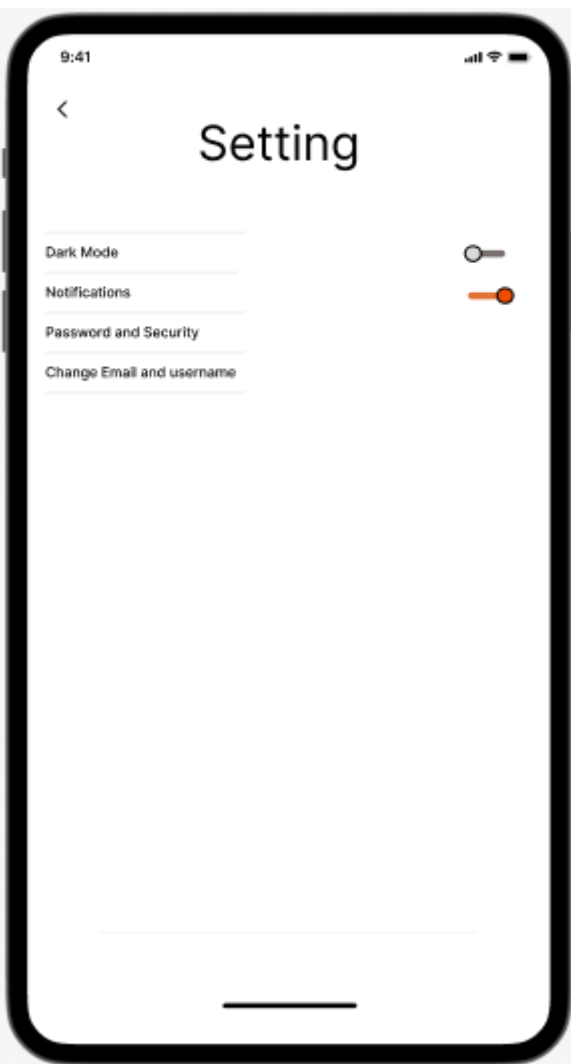 9:41
Setting
Dark Mode
Notifications
Password and Security
Change Email and username